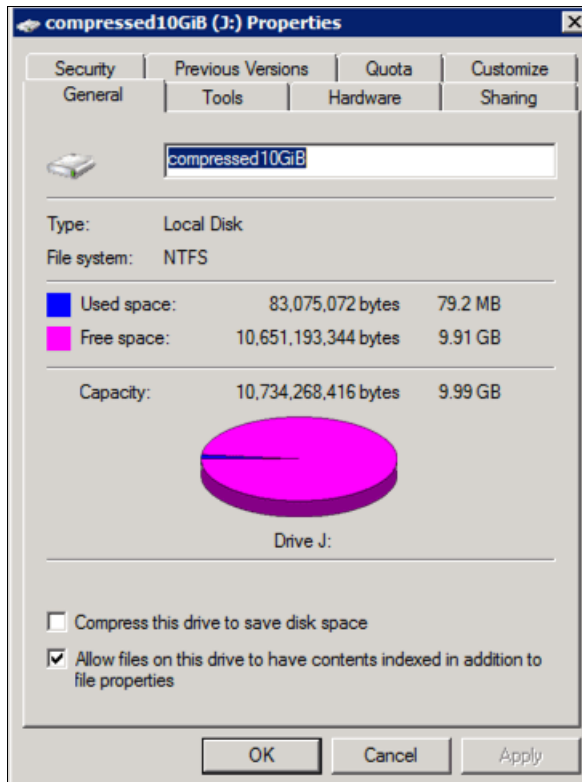 compressed10GiB (J:) Properties
Security Previous Versions Quota Customize
General Tools Hardware Sharing
compressed10GiB
Type: Local Disk
File system: NTFS
Used space: 83,075,072 bytes 79.2 MB
Free space: 10,651,193,344 bytes 9.91 GB
Capacity: 10,734,268,416 bytes 9.99 GB
Drive J:
Compress this drive to save disk space
Allow files on this drive to have contents indexed in addition to
file properties
OK Cancel Apply